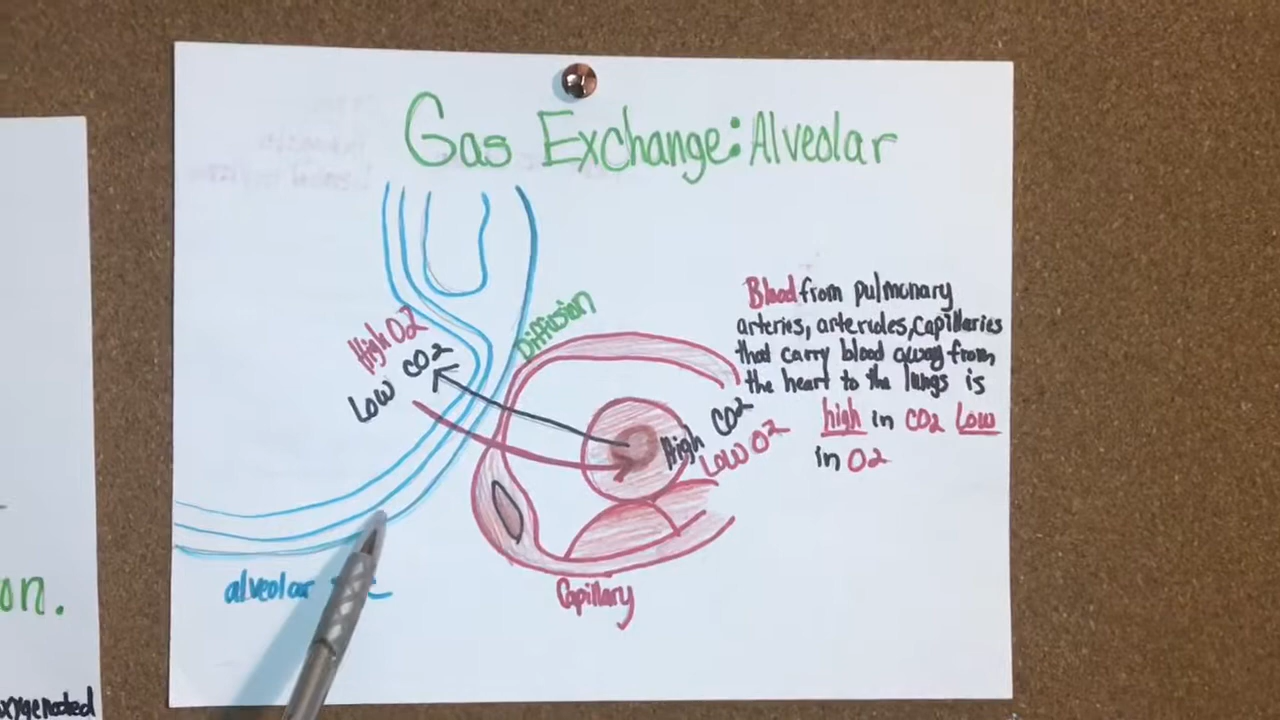 Gas Exchange: Alveolar
Diffusion
High O2
Low CO2
High CO2
Low O2
Blood from pulmonary
arteries, arterioles, capillaries
that carry blood away from
the heart to the lungs is
high in CO2 Low
in O2
alveolar
Capillary
on.
oxygenated